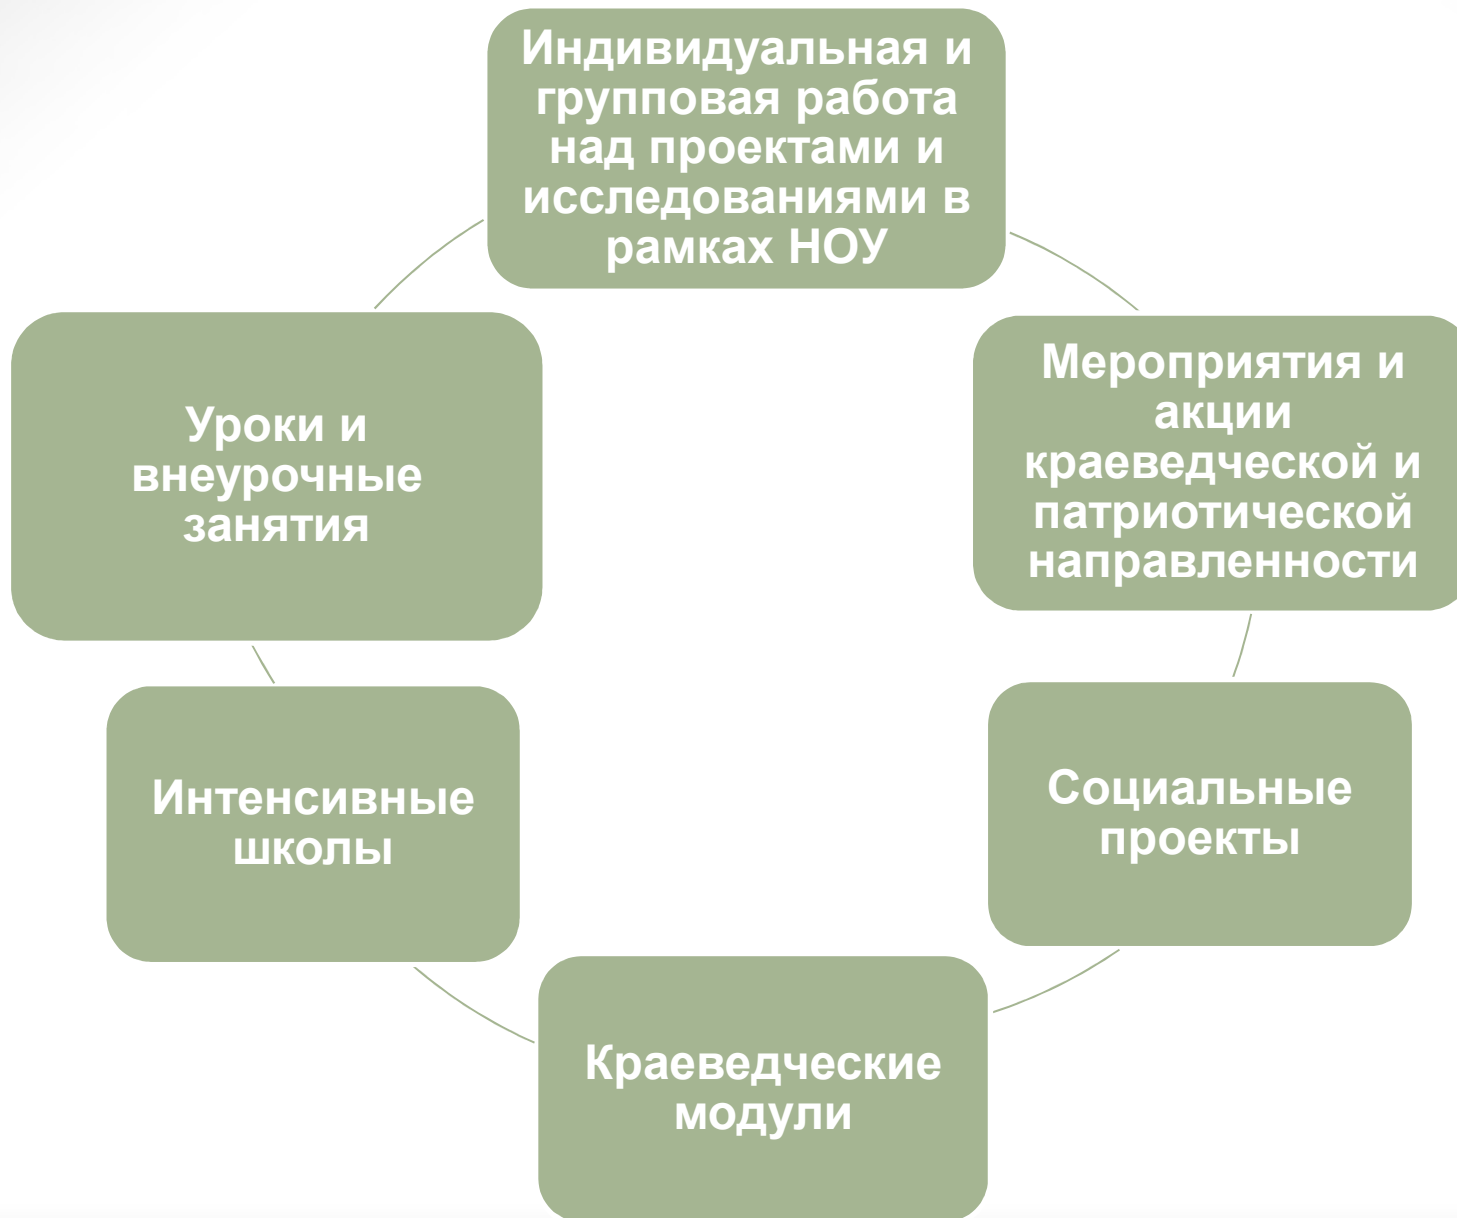 Индивидуальная и
групповая работа
над проектами и
исследованиями в
рамках НОУ
Мероприятия и
акции
краеведческой и
патриотической
направленности
Социальные
проекты
Краеведческие
модули
Интенсивные
школы
Уроки и
внеурочные
занятия